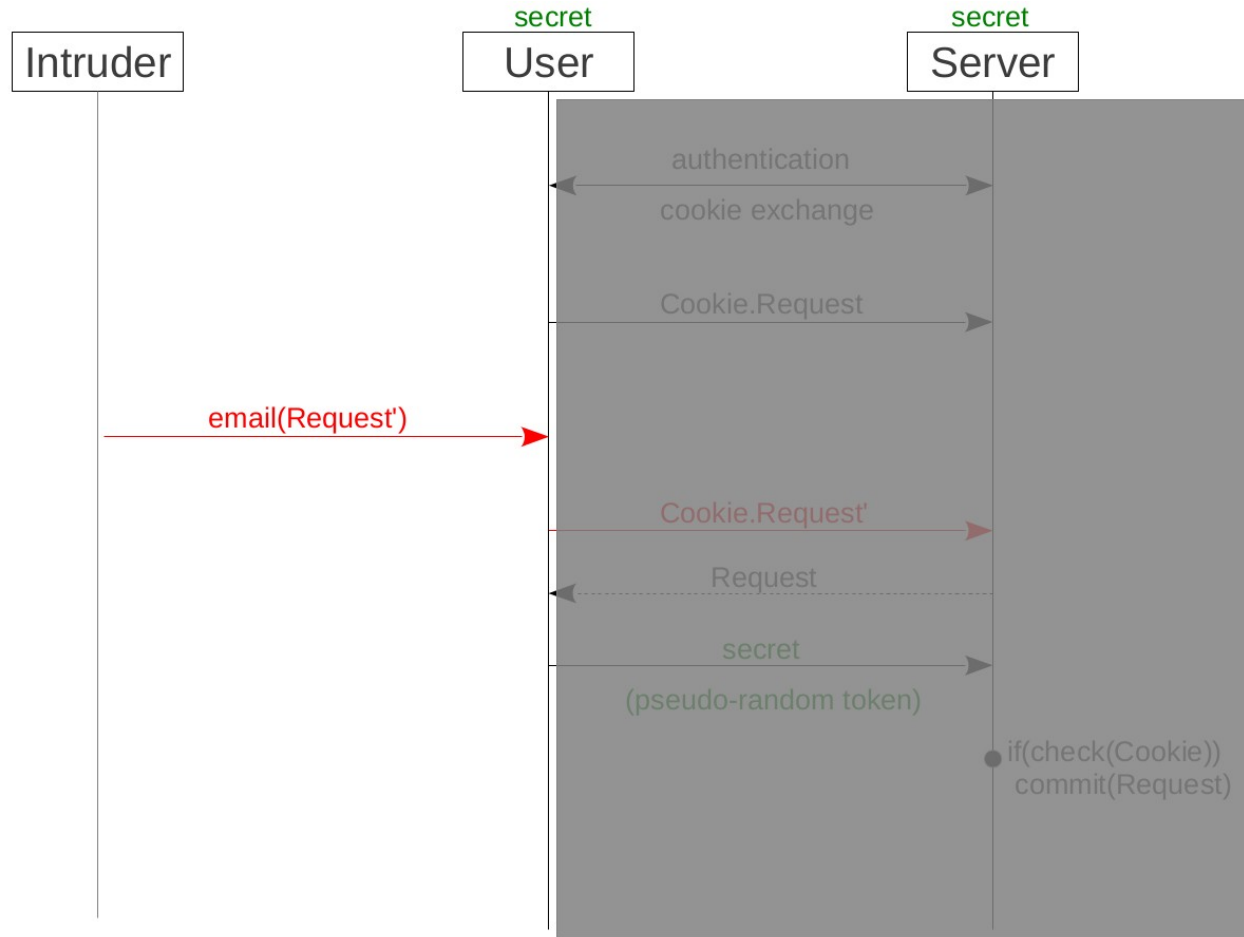 secret
secret
Intruder
User
Server
authentication
cookie exchange
Cookie.Request
email(Request')
Cookie.Request'
Request
secret
(pseudo-random token)
if(check(Cookie))
commit(Request)